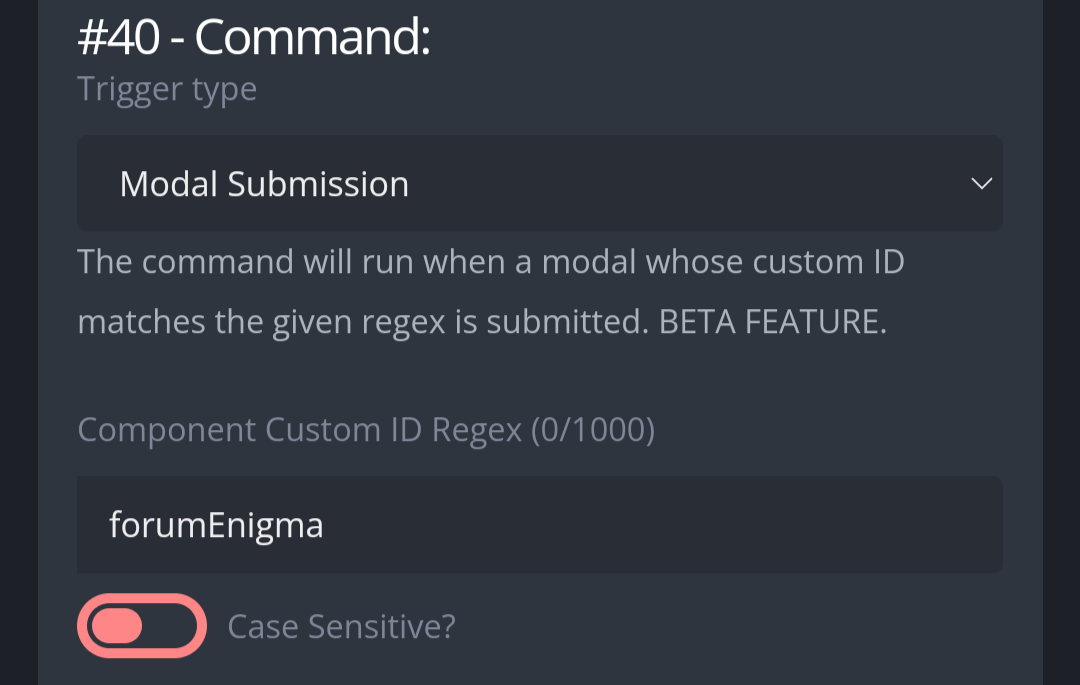 #40 - Command:
Trigger type
Modal Submission
The command will run when a modal whose custom ID
matches the given regex is submitted. BETA FEATURE.
Component Custom ID Regex (0/1000)
forumEnigma
Case Sensitive?